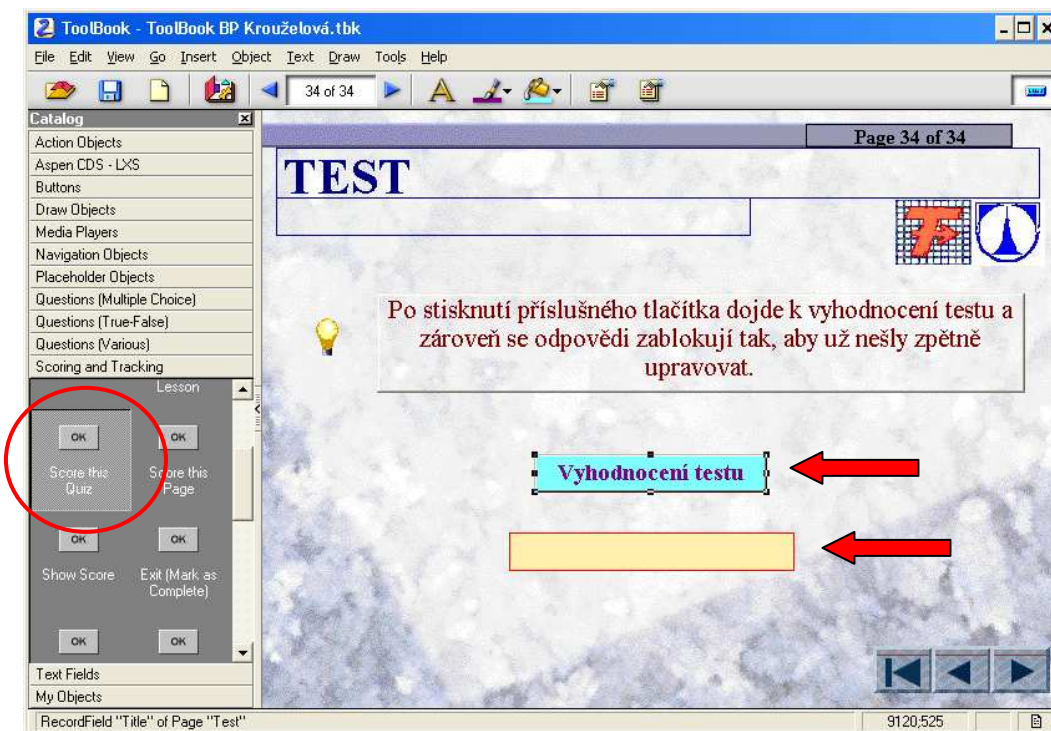 ToolBook - ToolBook BP Krouželová.tbk
File Edit View Go Insert Object Text Draw Tools Help
34 of 34
Catalog
Action Objects
Aspen CDS - LXS
Buttons
Draw Objects
Media Players
Navigation Objects
Placeholder Objects
Questions (Multiple Choice)
Questions (True-False)
Questions (Various)
Scoring and Tracking
Lesson
OK OK
Score this Quiz
Score this Page
OK OK
Show Score
Exit (Mark as Complete)
OK OK
Text Fields
My Objects
Page 34 of 34
TEST
Po stisknutí příslušného tlačítka dojde k vyhodnocení testu a
zároveň se odpovědi zablokují tak, aby už nešly zpětně
upravovat.
Vyhodnocení testu
RecordField "Title" of Page "Test"
9120;525